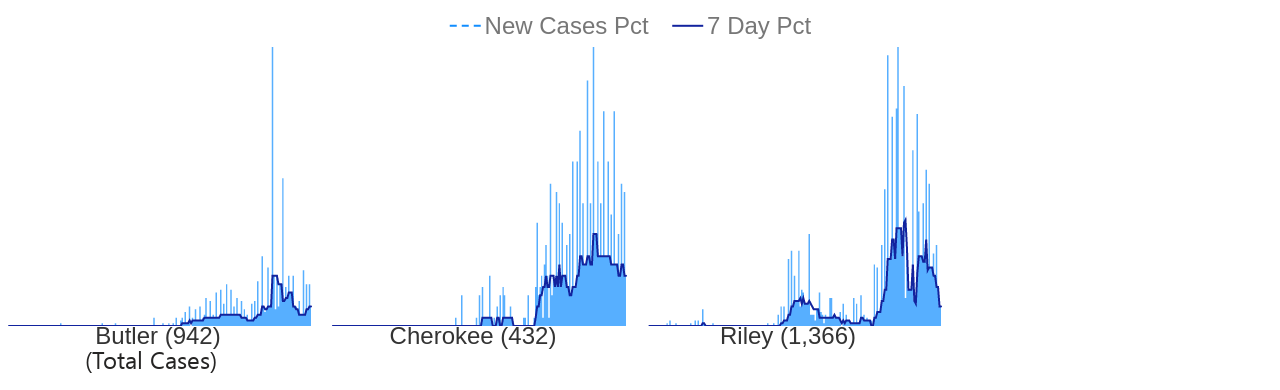 New Cases Pct 7 Day Pct
Butler (942) Cherokee (432) Riley (1,366)
(Total Cases)